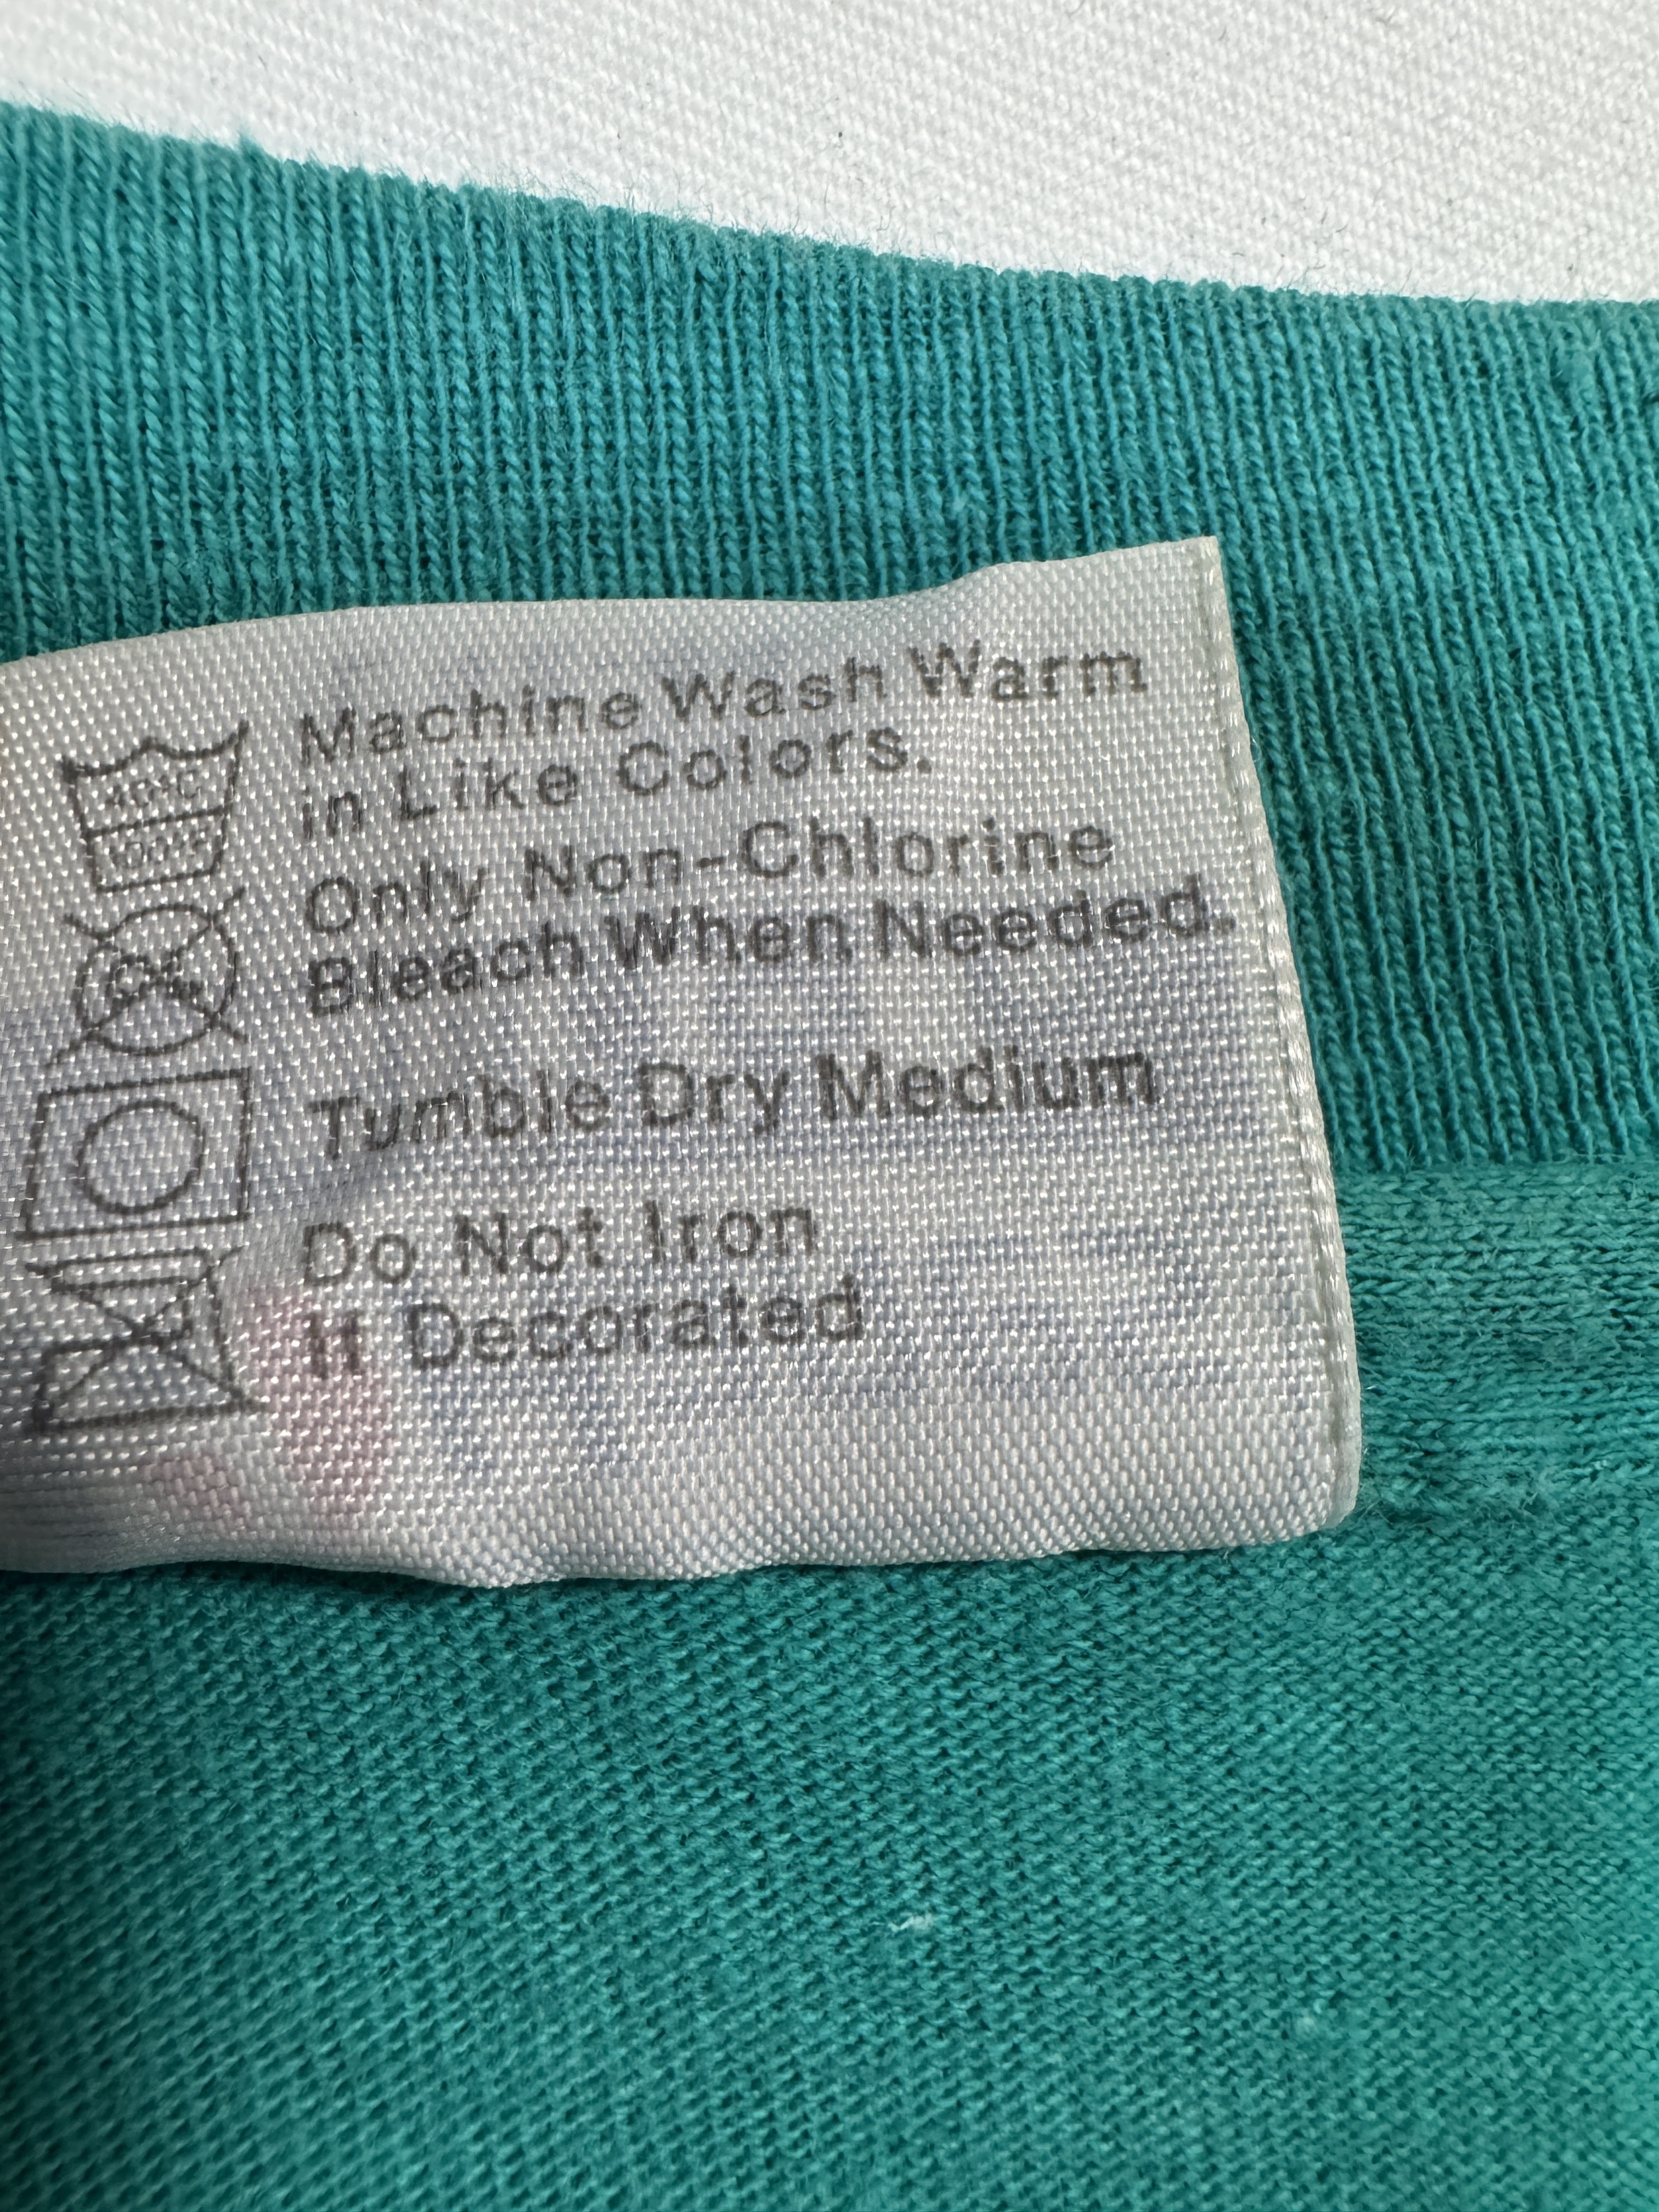 Machine Wash Warm
in Like Colors.
40°C
Only Non-Chlorine
Bleach When Needed.
Tumble Dry Medium
Do Not Iron
If Decorated